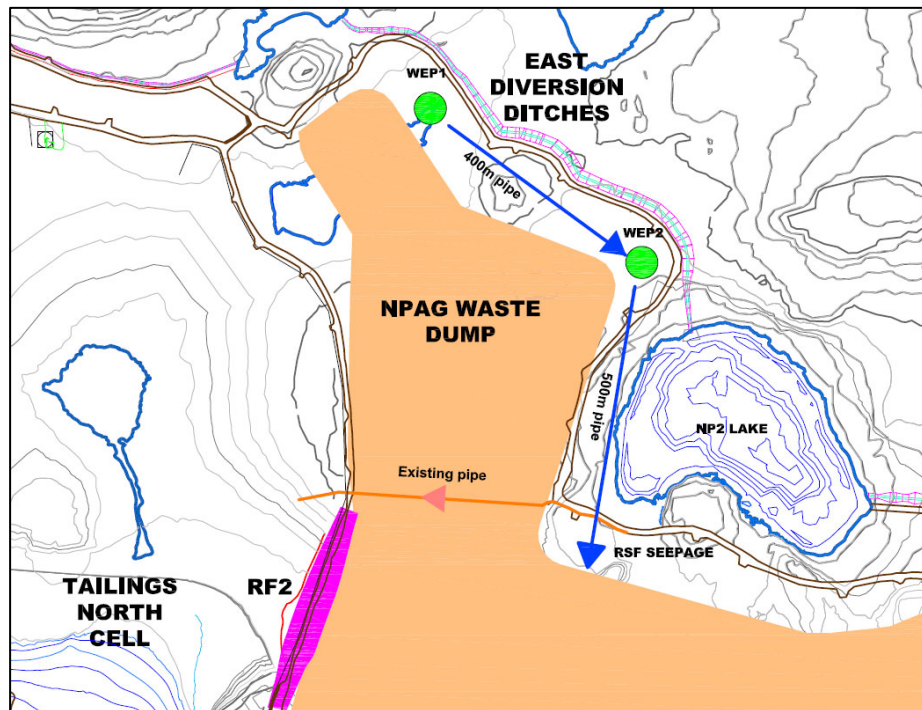 WEP1
EAST
DIVERSION
DITCHES
400m pipe
WEP2
NPAG WASTE
DUMP
500m pipe
NP2 LAKE
Existing pipe
RSF SEEPAGE
TAILINGS
NORTH
CELL
RF2